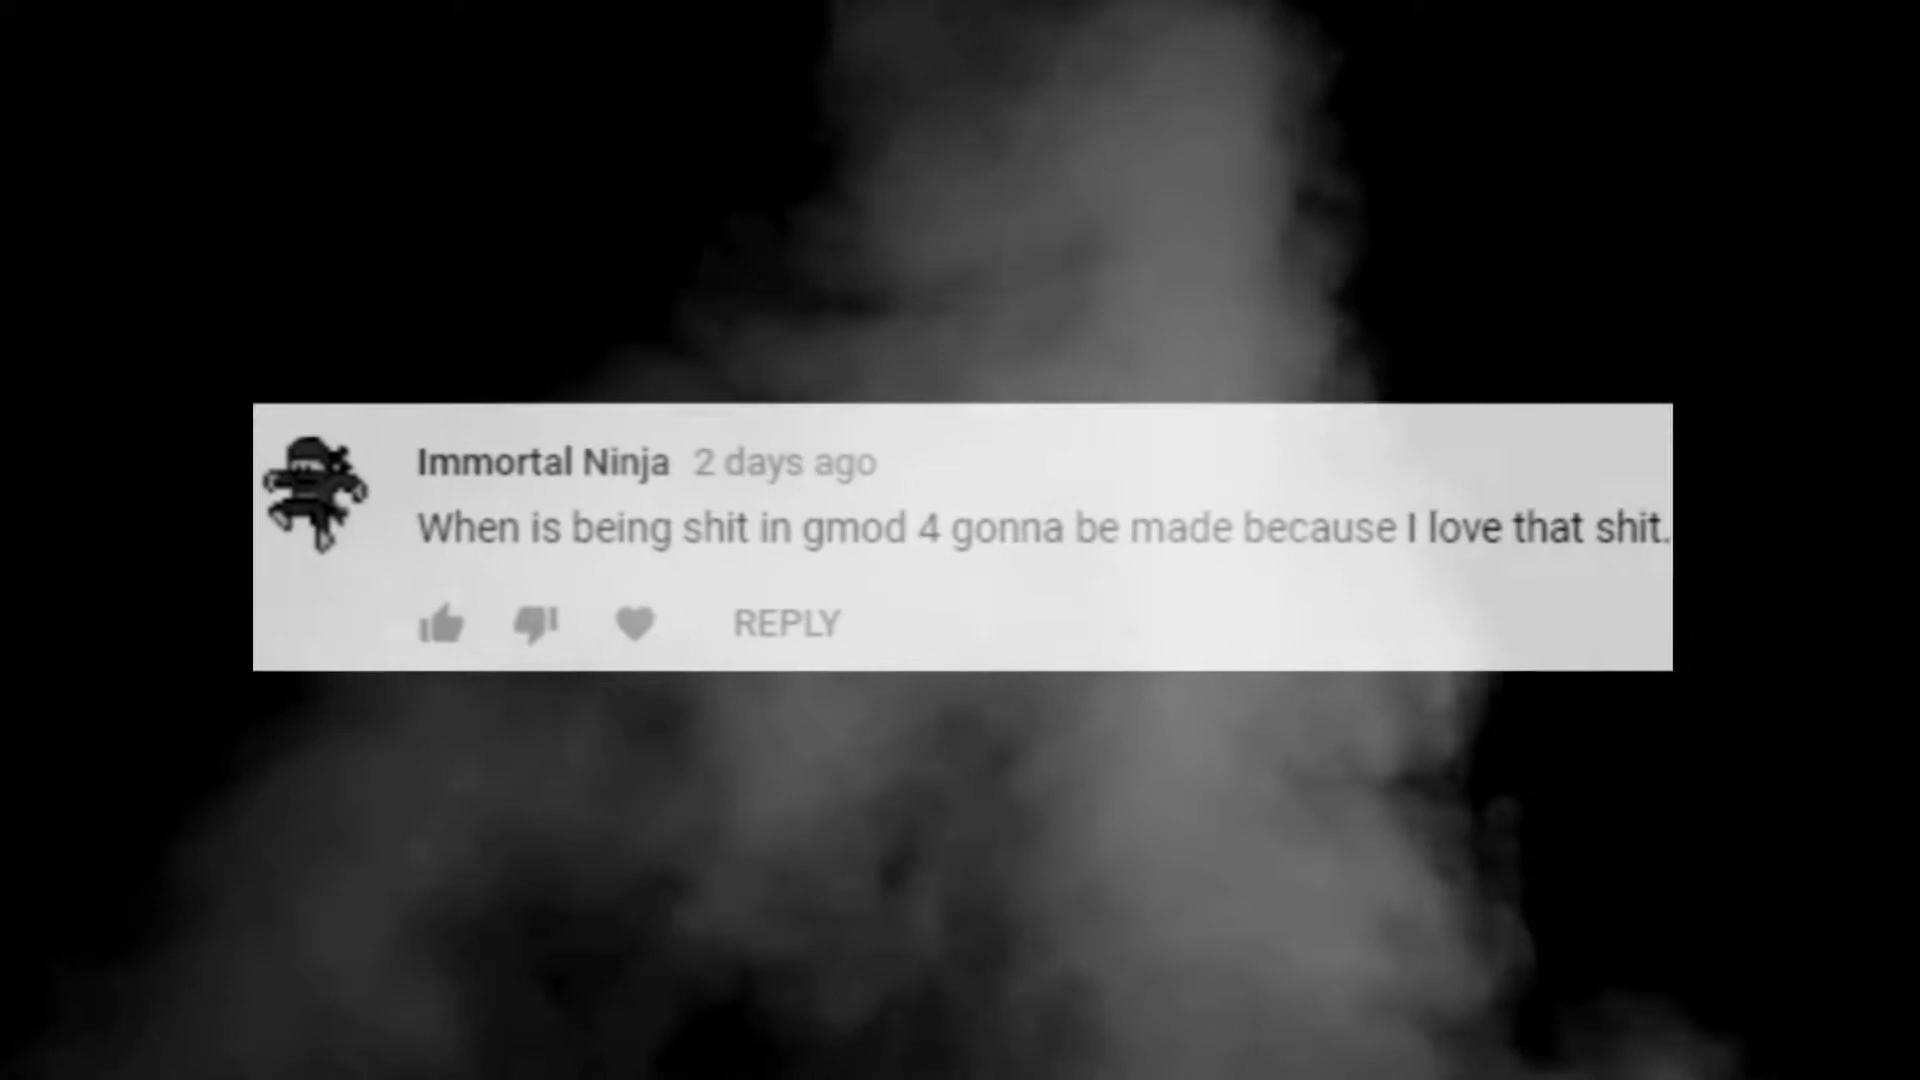 Immortal Ninja 2 days ago
When is being shit in gmod 4 gonna be made because I love that shit.
REPLY